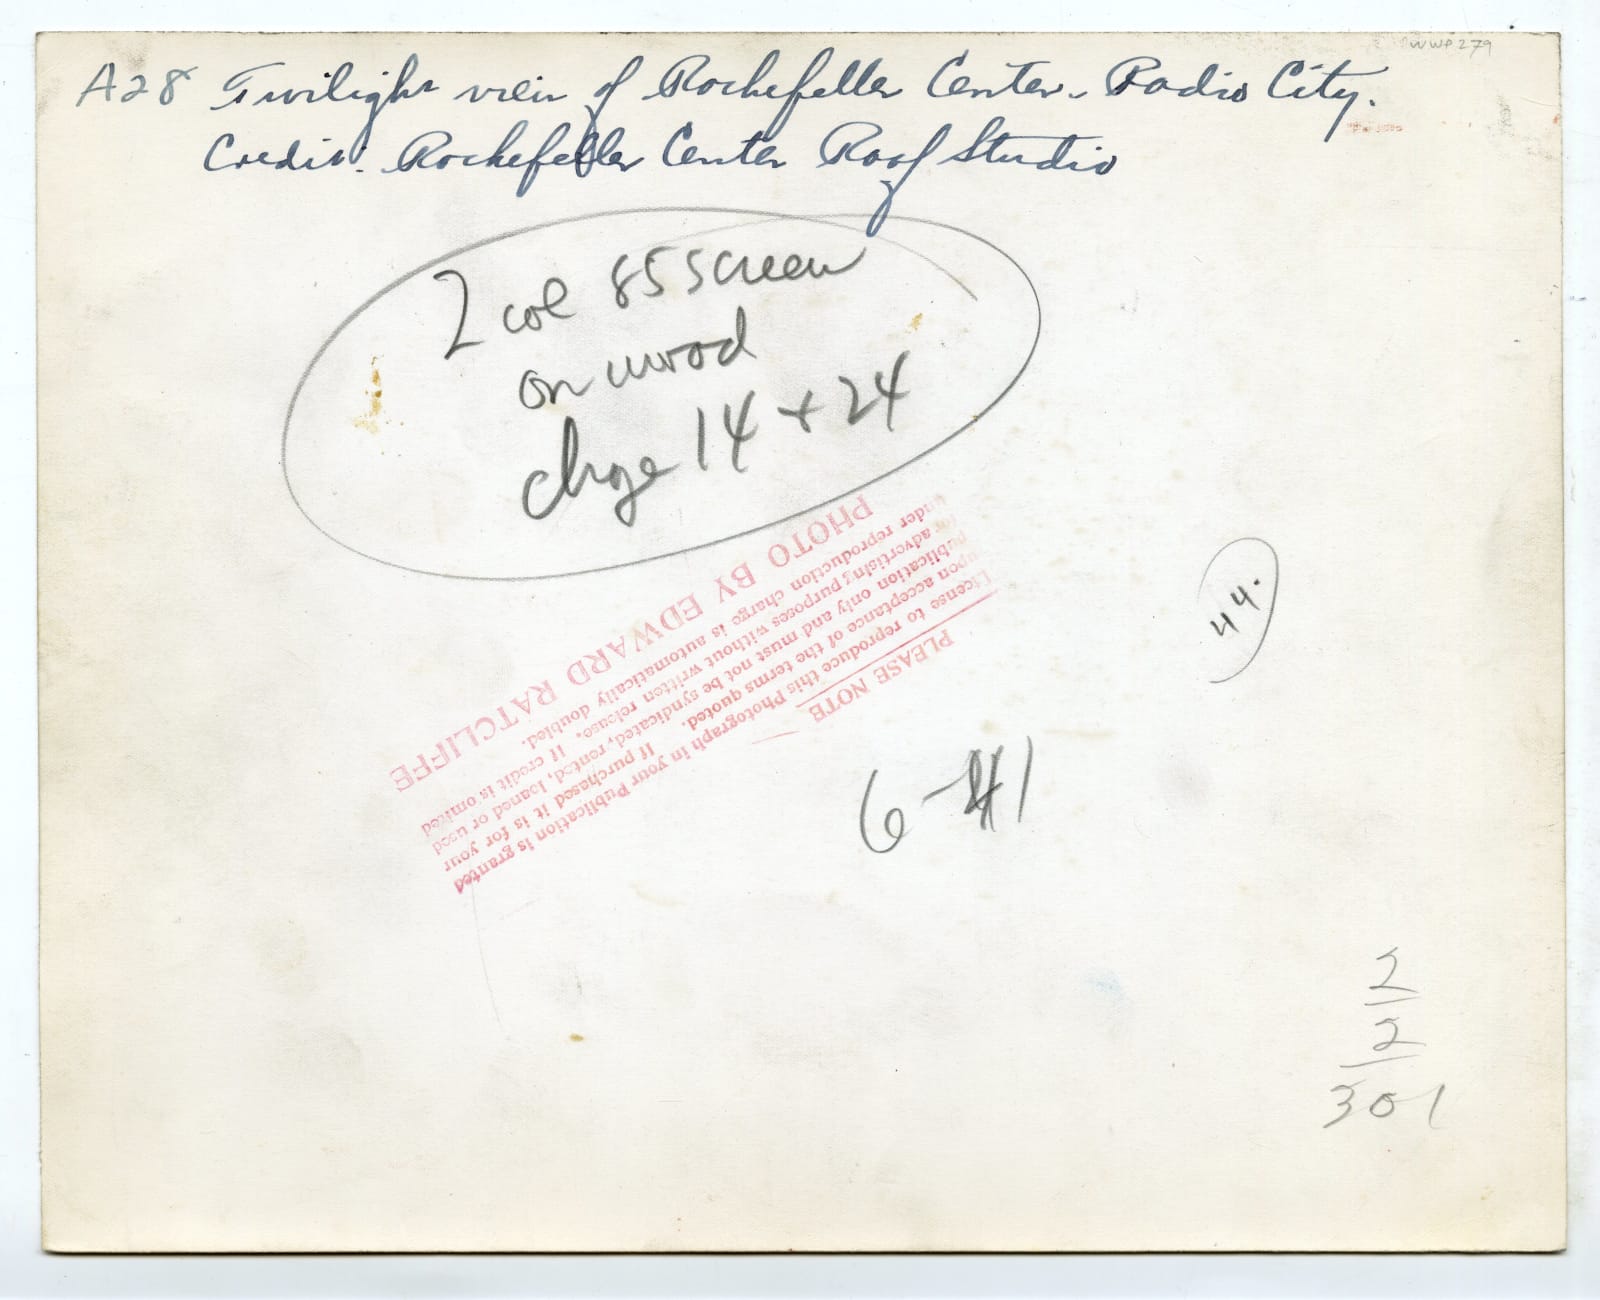 WWP279
A28 Twilight view of Rockefeller Center. Radio City.
Credit: Rockefeller Center Roof Studio
2 col 85 screen
on wood
chge 14 + 24
PLEASE NOTE
License to reproduce this Photograph in your Publication is granted
upon acceptance of the terms quoted. If purchased it is for your
publication only and must not be syndicated, rented, loaned or used
for advertising purposes without written release. If credit is omitted
under reproduction charge is automatically doubled.
PHOTO BY EDWARD RATCLIFFE
44.
6-#1
2
2
301